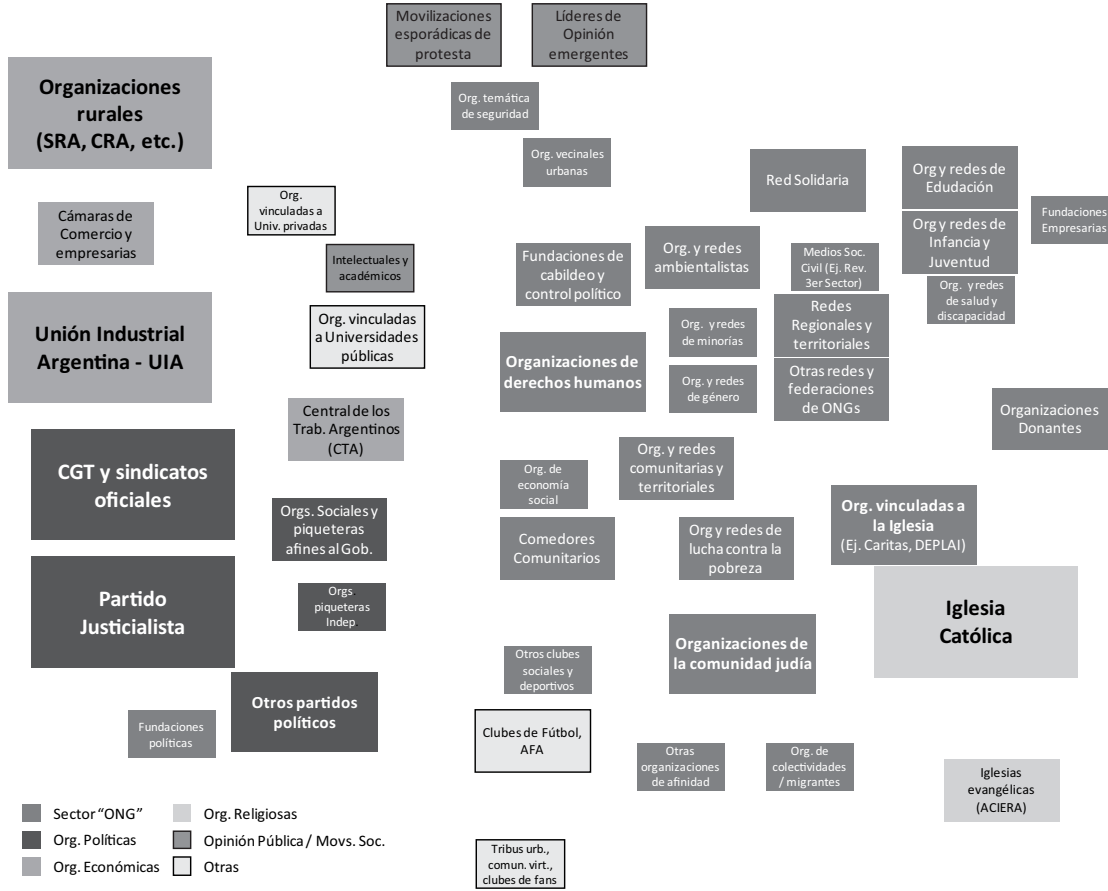 Movilizaciones
esporádicas de
protesta
Líderes de
Opinión
emergentes
Organizaciones
rurales
(SRA, CRA, etc.)
Org. temática
de seguridad
Org. vecinales
urbanas
Red Solidaria
Org y redes de
Edudación
Org.
vinculadas a
Univ. privadas
Cámaras de
Comercio y
empresarias
Fundaciones
Empresarias
Org y redes de
Infancia y
Juventud
Intelectuales y
académicos
Fundaciones de
cabildeo y
control político
Org. y redes
ambientalistas
Medios Soc.
Civil (Ej. Rev.
3er Sector)
Org. y redes
de salud y
discapacidad
Unión Industrial
Argentina - UIA
Org. vinculadas
a Universidades
públicas
Org. y redes
de minorías
Redes
Regionales y
territoriales
Organizaciones de
derechos humanos
Org. y redes
de género
Otras redes y
federaciones
de ONGs
Organizaciones
Donantes
Central de los
Trab. Argentinos
(CTA)
CGT y sindicatos
oficiales
Org. y redes
comunitarias y
territoriales
Org. de
economía
social
Org. vinculadas a
la Iglesia
(Ej. Caritas, DEPLAI)
Orgs. Sociales y
piqueteras
afines al Gob.
Comedores
Comunitarios
Org y redes de
lucha contra la
pobreza
Partido
Justicialista
Orgs.
piqueteras
Indep.
Iglesia
Católica
Organizaciones de
la comunidad judía
Otros clubes
sociales y
deportivos
Otros partidos
políticos
Fundaciones
políticas
Clubes de Fútbol,
AFA
Otras
organizaciones
de afinidad
Org. de
colectividades
/ migrantes
Iglesias
evangélicas
(ACIERA)
Tribus urb.,
comun. virt.,
clubes de fans
Sector "ONG"
Org. Políticas
Org. Económicas
Org. Religiosas
Opinión Pública / Movs. Soc.
Otras